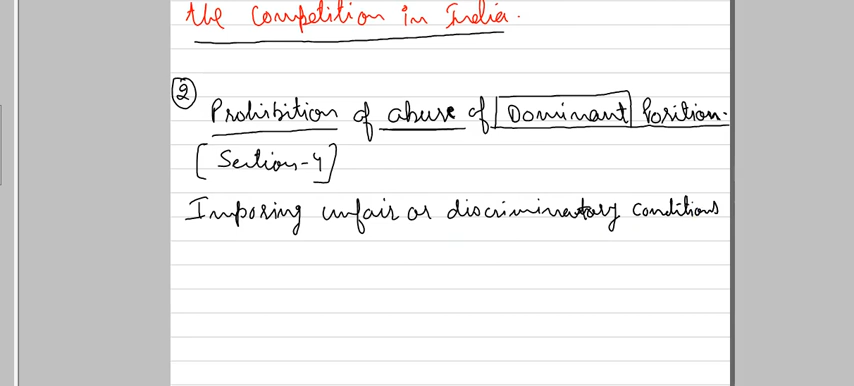 the competition in India.
② Prohibition of abuse of Dominant Position.
[Section-4]
Imposing unfair or discriminatory conditions